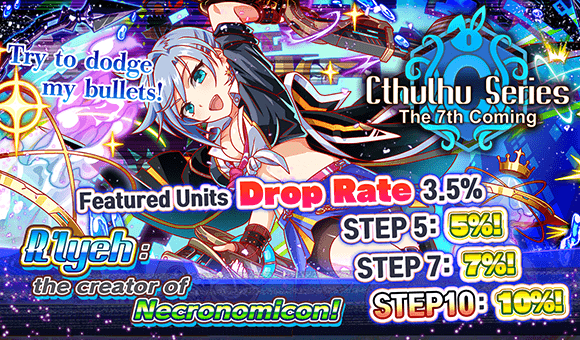 Try to dodge
my bullets!
Cthulhu Series
The 7th Coming
Featured Units Drop Rate 3.5%
STEP 5: 5%!
STEP 7: 7%!
STEP10: 10%!
R'lyeh:
the creator of
Necronomicon!